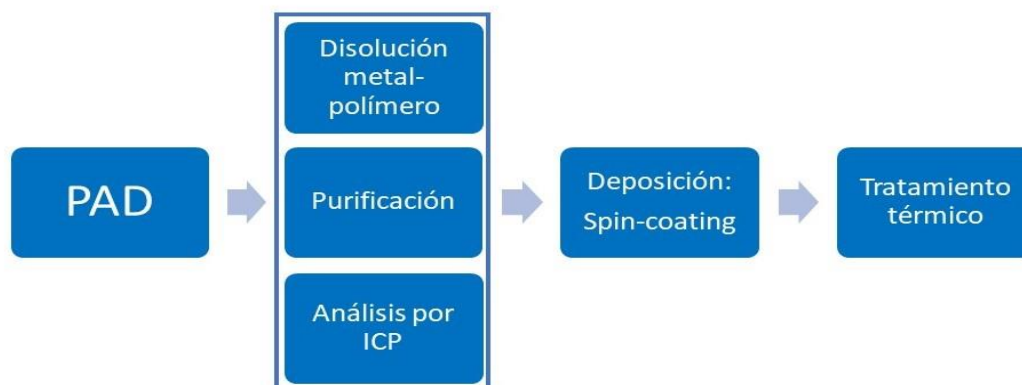 PAD
Disolución
metal-
polímero
Purificación
Análisis por
ICP
Deposición:
Spin-coating
Tratamiento
térmico